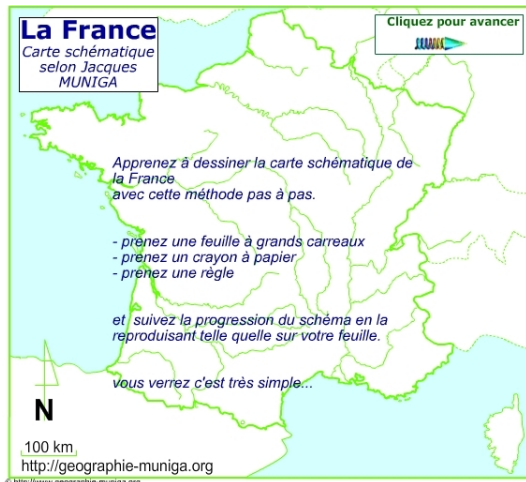 La France
Carte schématique
selon Jacques
MUNIGA
Cliquez pour avancer
Apprenez à dessiner la carte schématique de
la France
avec cette méthode pas à pas.
- prenez une feuille à grands carreaux
- prenez un crayon à papier
- prenez une règle
et suivez la progression du schéma en la
reproduisant telle quelle sur votre feuille.
vous verrez c'est très simple...
N
100 km
http://geographie-muniga.org